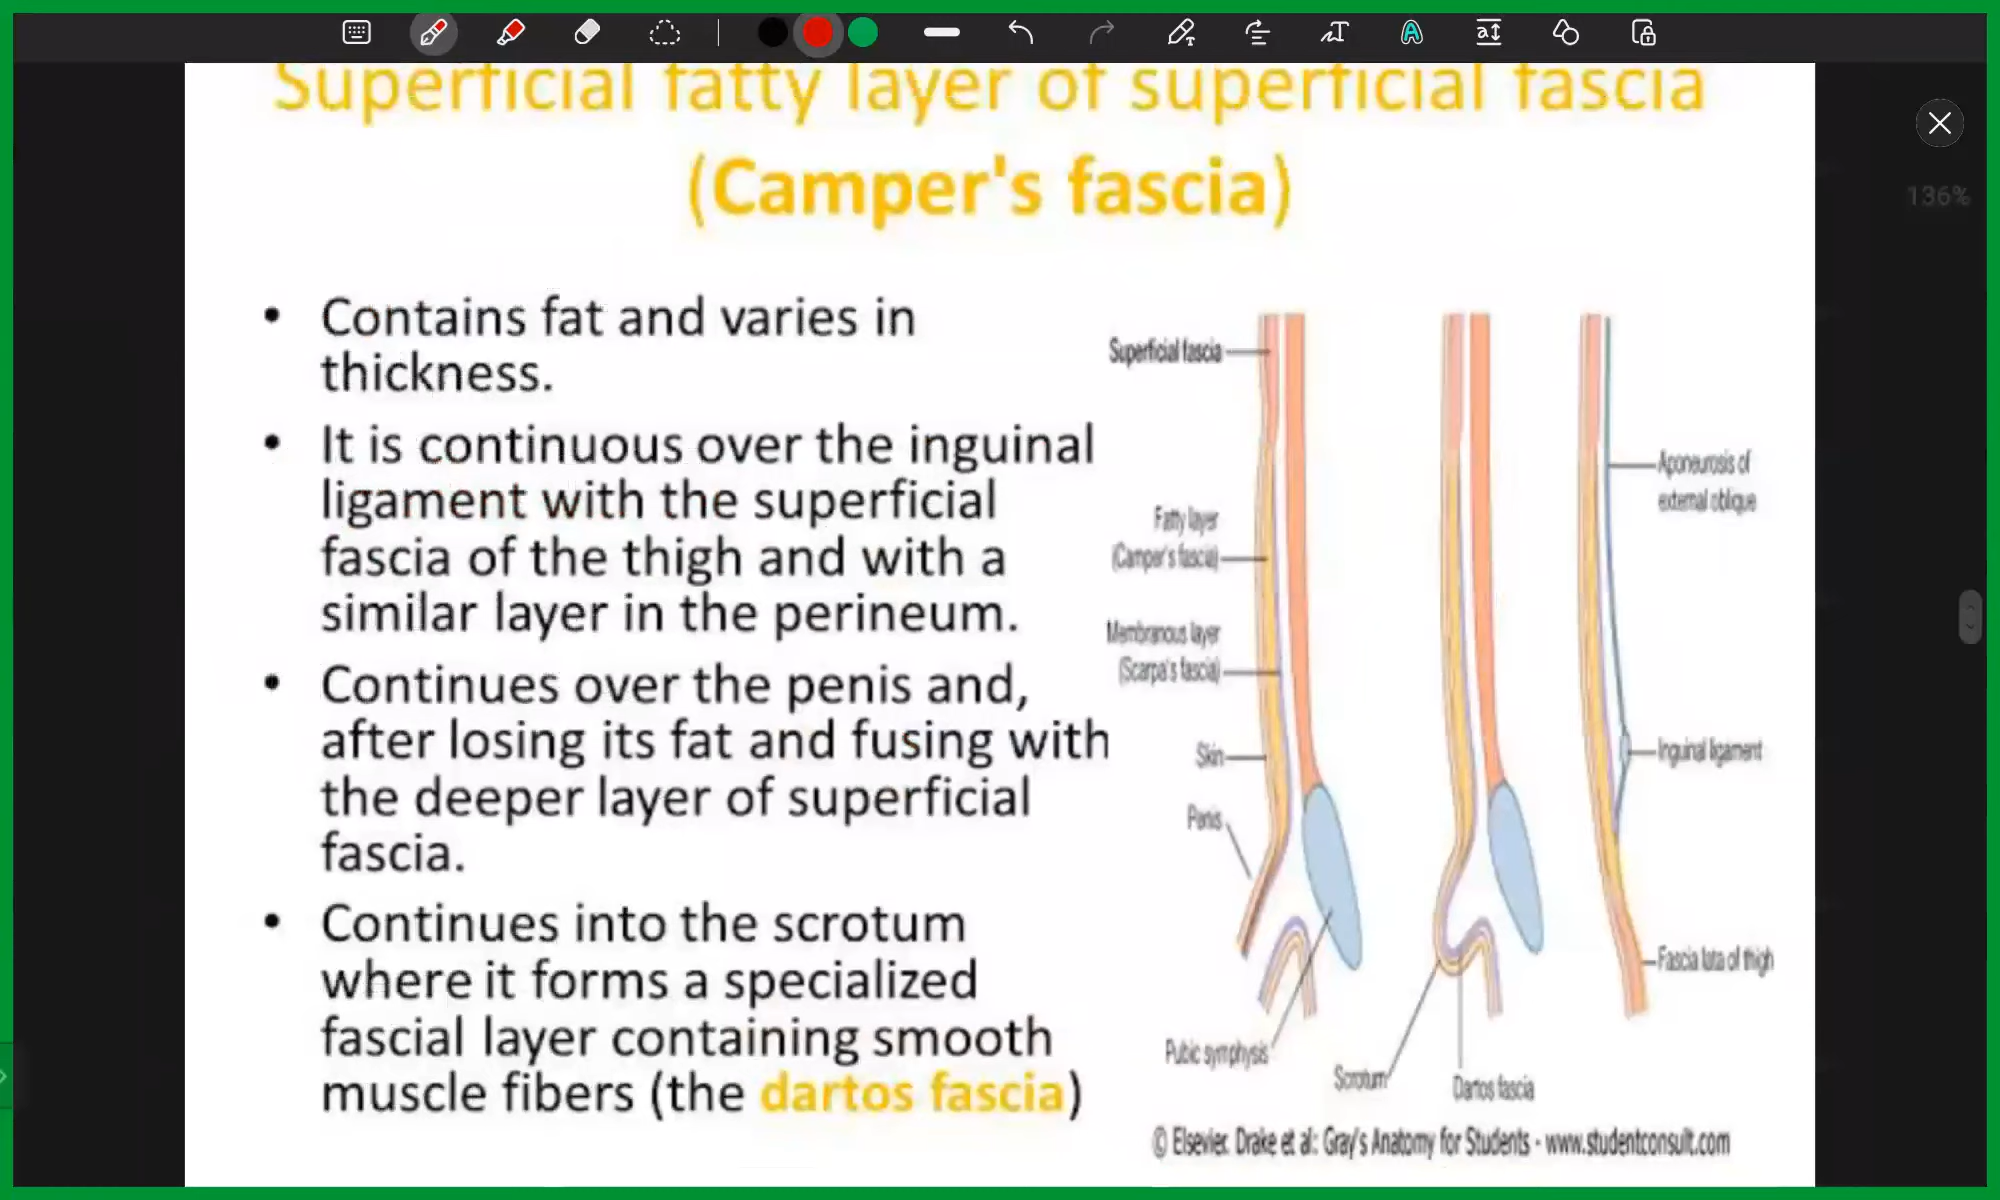 Superficial fatty layer of superficial fascia
(Camper's fascia)
136%
• Contains fat and varies in
thickness.
• It is continuous over the inguinal
ligament with the superficial
fascia of the thigh and with a
similar layer in the perineum.
• Continues over the penis and,
after losing its fat and fusing with
the deeper layer of superficial
fascia.
• Continues into the scrotum
where it forms a specialized
fascial layer containing smooth
muscle fibers (the dartos fascia)
Superficial fascia
Fatty layer
(Camper's fascia)
Membranous layer
(Scarpa's fascia)
Skin
Penis
Pubic symphysis
Scrotum
Dartos fascia
Aponeurosis of
external oblique
Inguinal ligament
Fascia lata of thigh
© Elsevier. Drake et al: Gray's Anatomy for Students - www.studentconsult.com